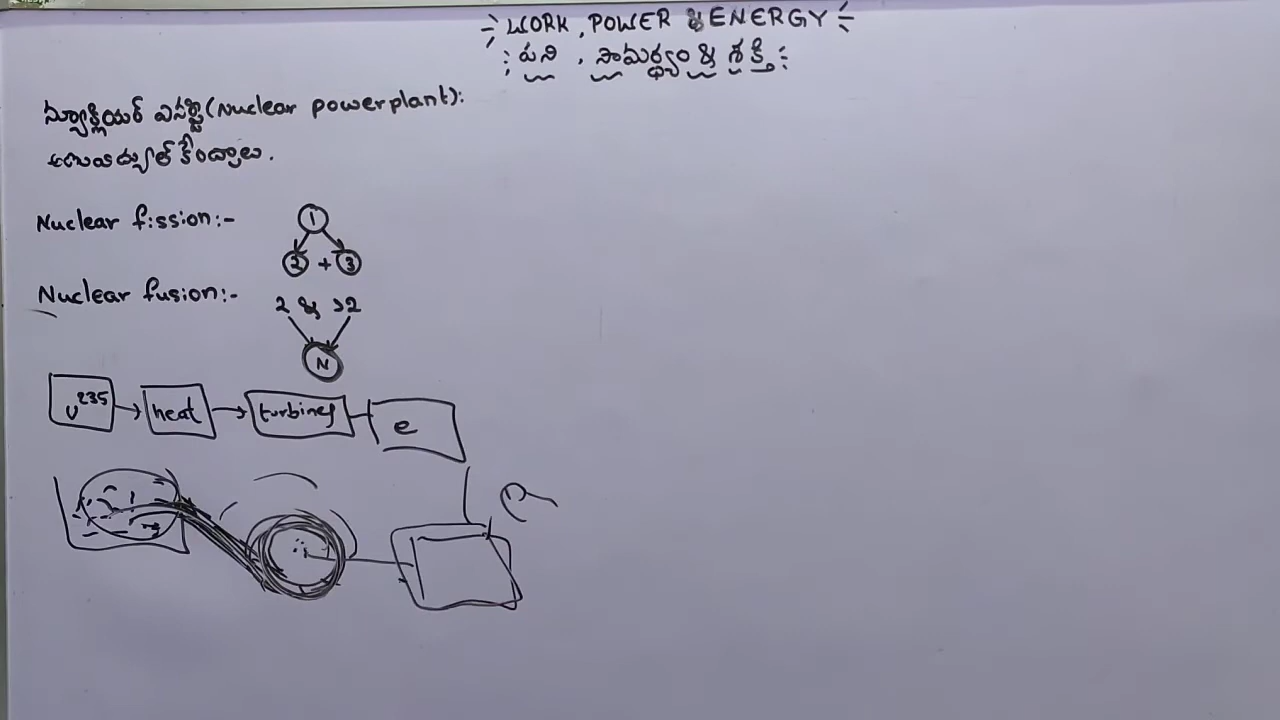 WORK, POWER & ENERGY
పని, సామర్థ్యం & శక్తి
న్యూక్లియర్ ఎనర్జి (Nuclear powerplant):
అణువిద్యుత్ కేంద్రాలు.
Nuclear fission:-
1
2 + 3
Nuclear fusion:-
2 & >2
N
U235 heat turbines e